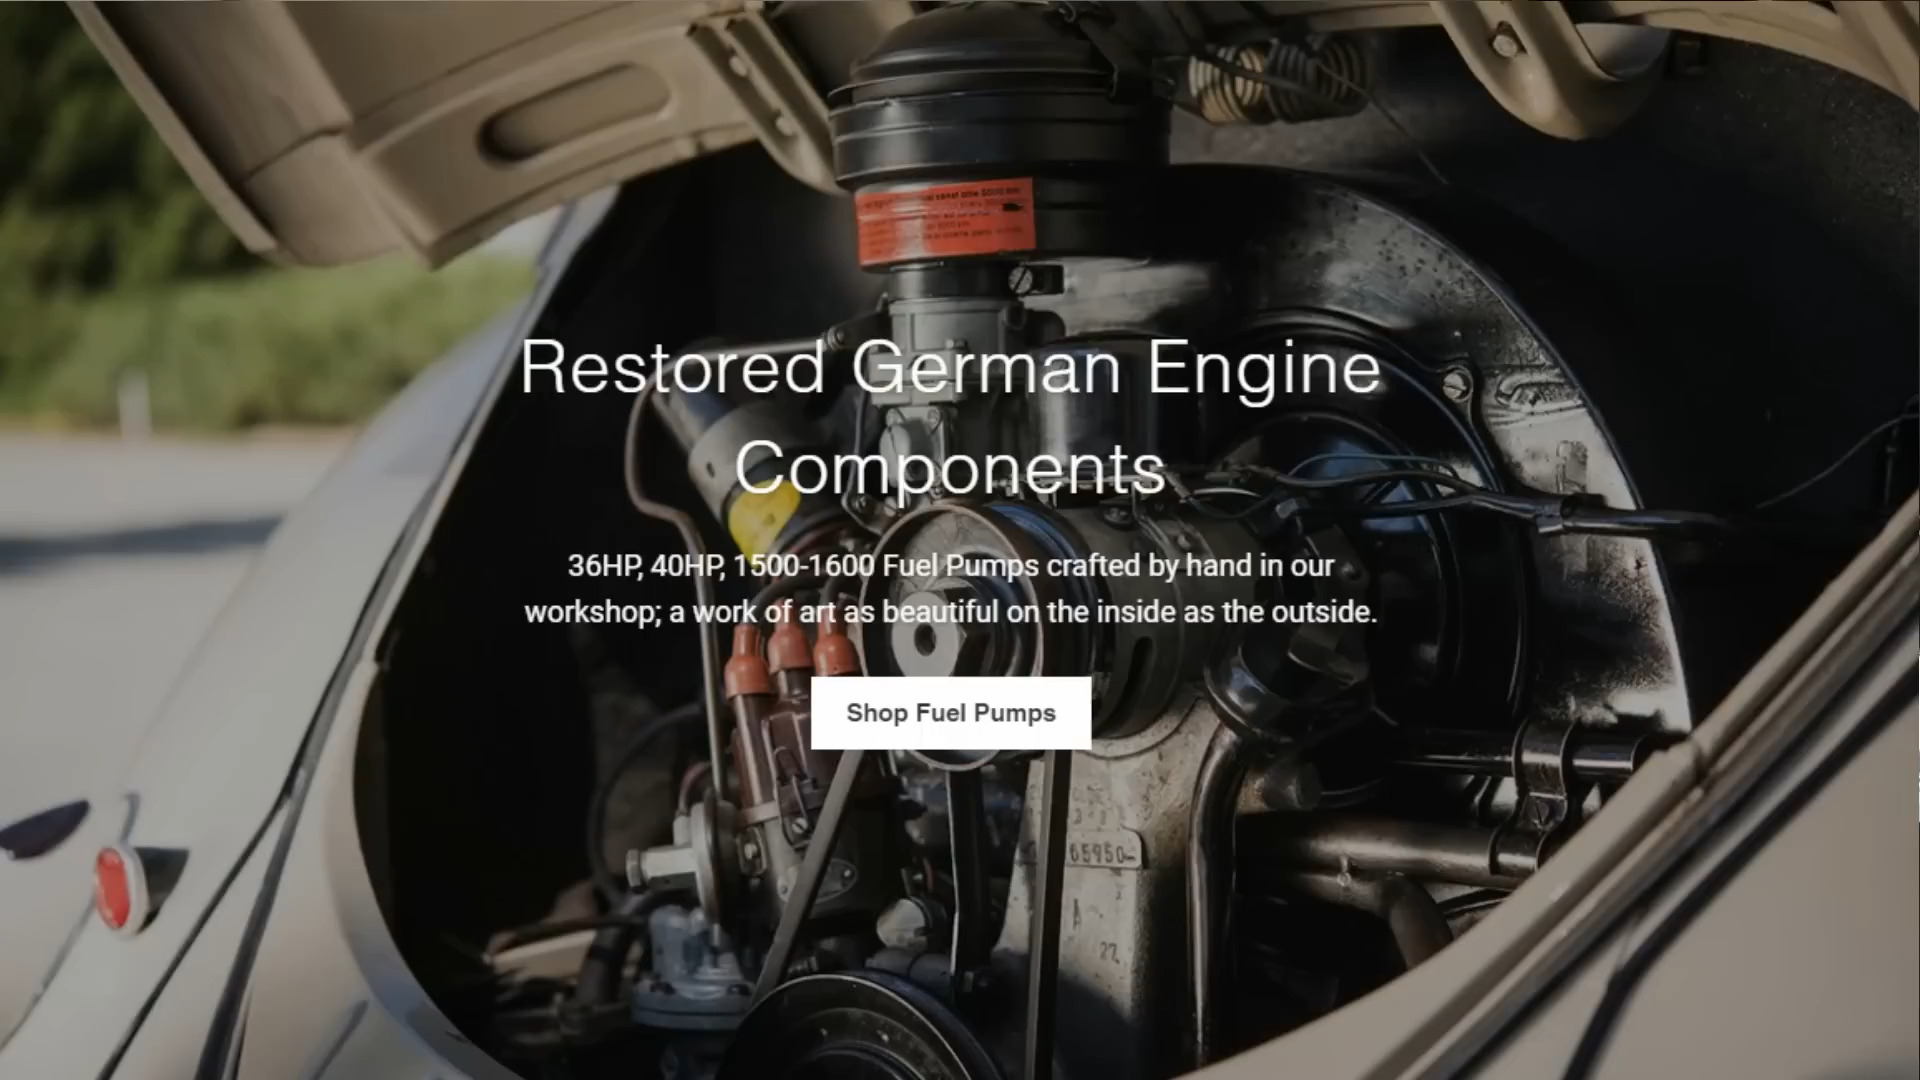 Restored German Engine
Components
36HP, 40HP, 1500-1600 Fuel Pumps crafted by hand in our
workshop; a work of art as beautiful on the inside as the outside.
Shop Fuel Pumps
A
22